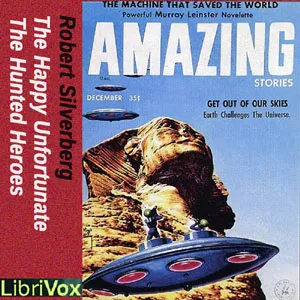 Robert Silverberg
The Happy Unfortunate
The Hunted Heroes
LibriVox
THE MACHINE THAT SAVED THE WORLD
Powerful Murray Leinster Novelette
AMAZING
STORIES
DECEMBER 35¢
GET OUT OF OUR SKIES
Earth Challenges The Universe.